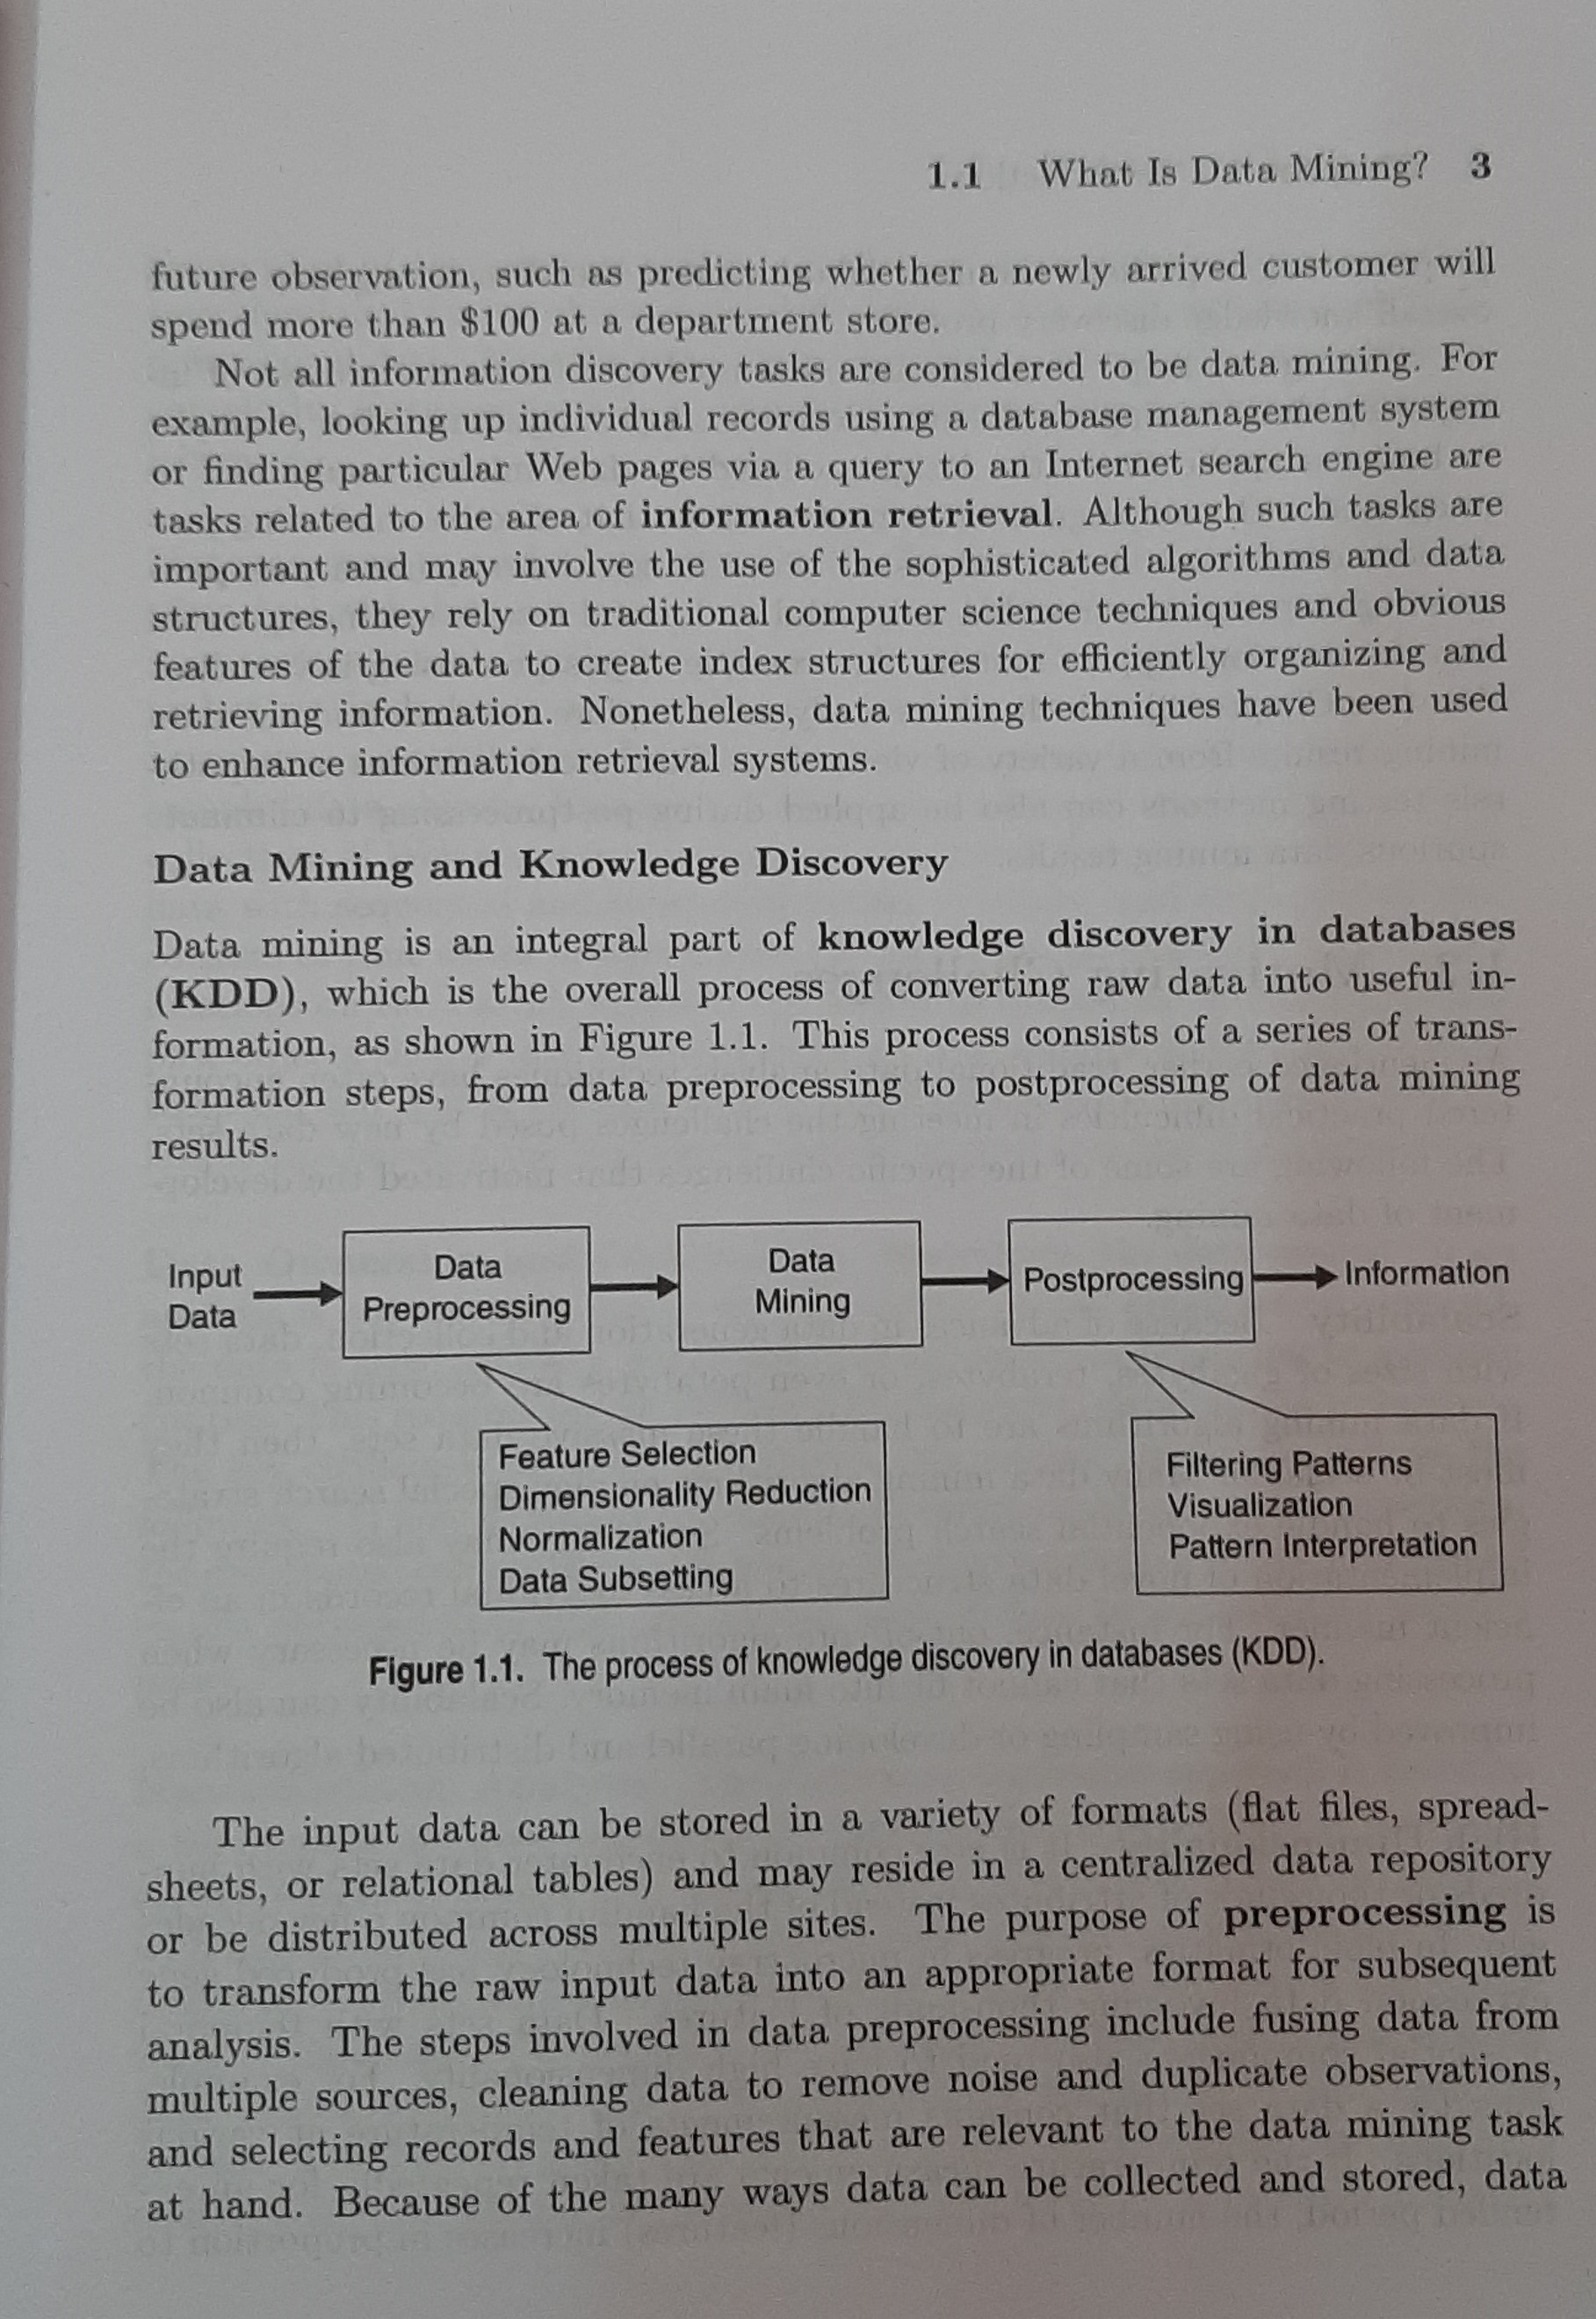 1.1 What Is Data Mining? 3
future observation, such as predicting whether a newly arrived customer will
spend more than $100 at a department store.
Not all information discovery tasks are considered to be data mining. For
example, looking up individual records using a database management system
or finding particular Web pages via a query to an Internet search engine are
tasks related to the area of information retrieval. Although such tasks are
important and may involve the use of the sophisticated algorithms and data
structures, they rely on traditional computer science techniques and obvious
features of the data to create index structures for efficiently organizing and
retrieving information. Nonetheless, data mining techniques have been used
to enhance information retrieval systems.
Data Mining and Knowledge Discovery
Data mining is an integral part of knowledge discovery in databases
(KDD), which is the overall process of converting raw data into useful in-
formation, as shown in Figure 1.1. This process consists of a series of trans-
formation steps, from data preprocessing to postprocessing of data mining
results.
Input
Data
Data
Preprocessing
Data
Mining
Postprocessing
Information
Feature Selection
Dimensionality Reduction
Normalization
Data Subsetting
Filtering Patterns
Visualization
Pattern Interpretation
Figure 1.1. The process of knowledge discovery in databases (KDD).
The input data can be stored in a variety of formats (flat files, spread-
sheets, or relational tables) and may reside in a centralized data repository
or be distributed across multiple sites. The purpose of preprocessing is
to transform the raw input data into an appropriate format for subsequent
analysis. The steps involved in data preprocessing include fusing data from
multiple sources, cleaning data to remove noise and duplicate observations,
and selecting records and features that are relevant to the data mining task
at hand. Because of the many ways data can be collected and stored, data